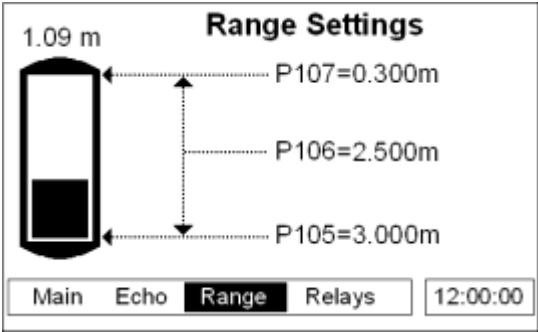 Range Settings
1.09 m
P107=0.300m
P106=2.500m
P105=3.000m
Main Echo Range Relays 12:00:00